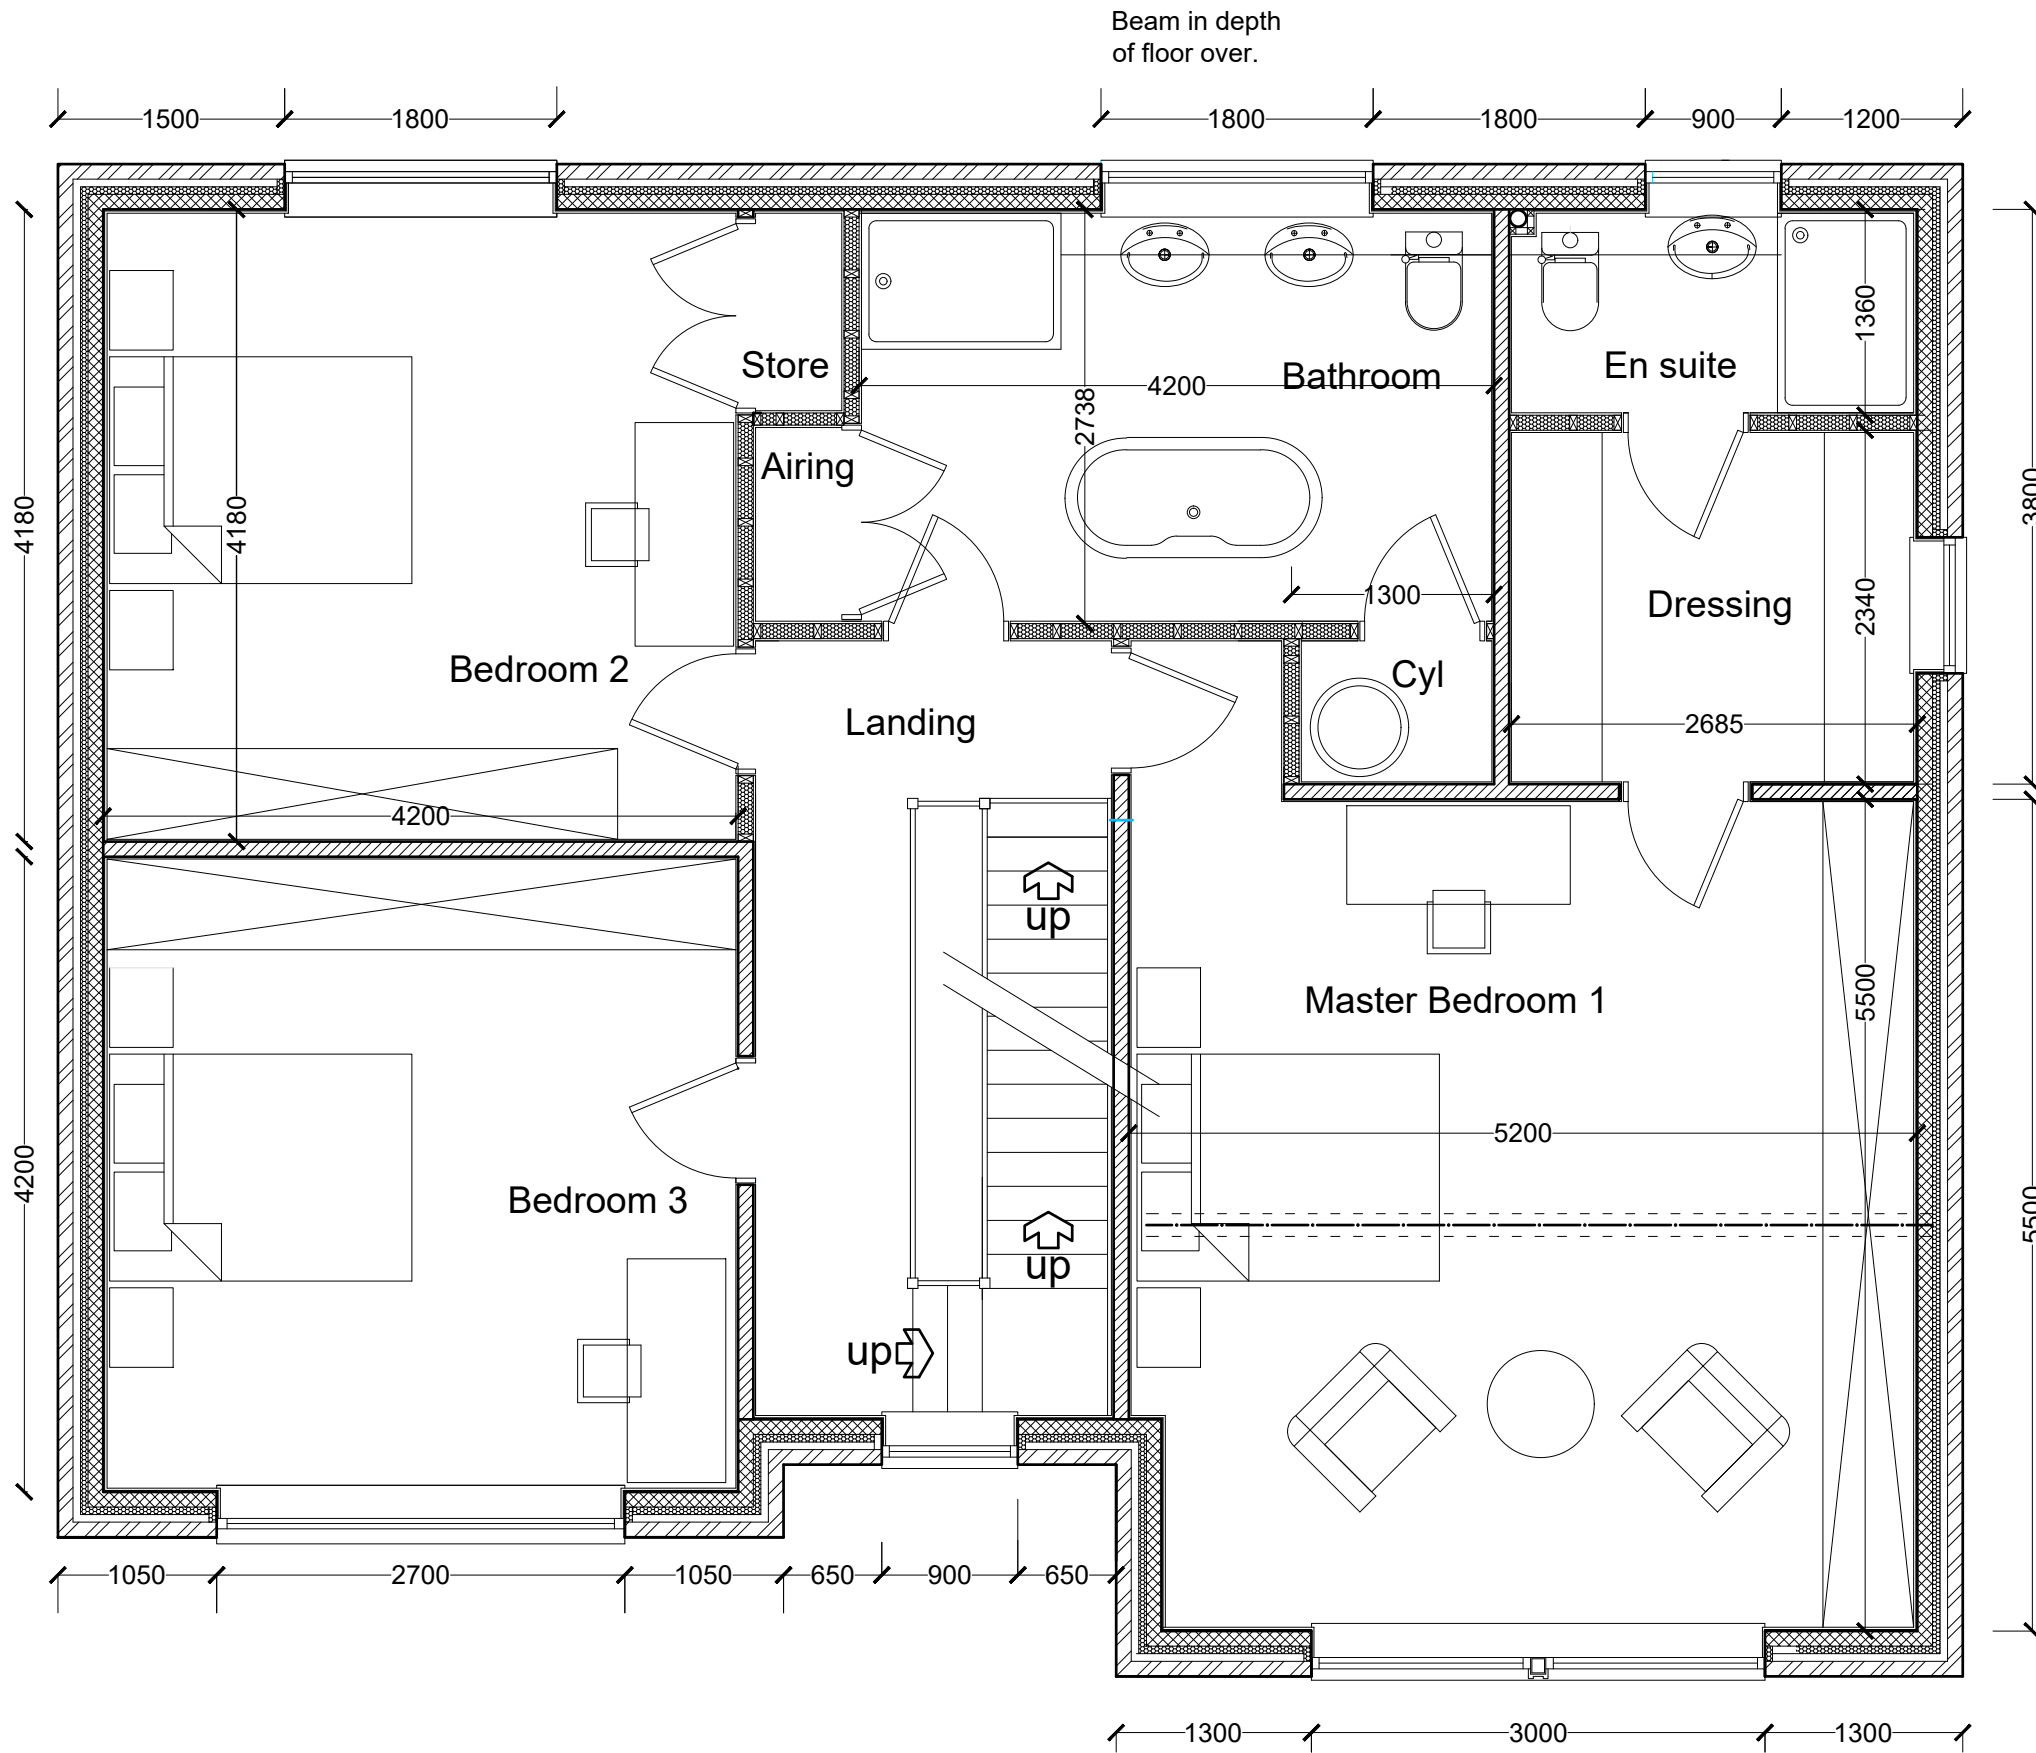 Beam in depth
of floor over.
1500
1800
1800
1800
900
1200
1360
Store
Bathroom
En suite
4200
2738
Airing
4180
4180
3800
1300
Dressing
2340
Bedroom 2
Cyl
Landing
2685
4200
up
5500
Master Bedroom 1
5200
4200
Bedroom 3
5500
up
up
1050
2700
1050
650
900
650
1300
3000
1300